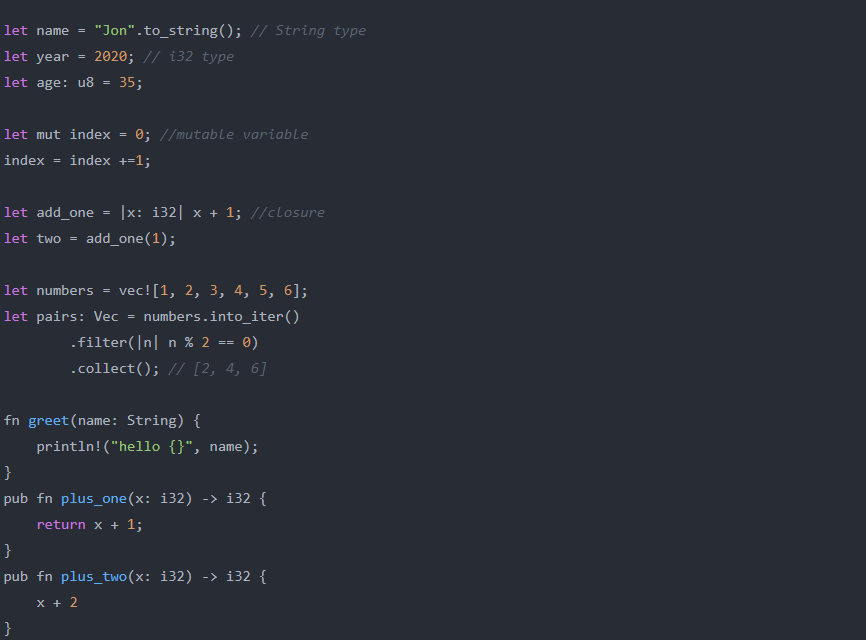 let name = "Jon".to_string(); // String type
let year = 2020; // i32 type
let age: u8 = 35;

let mut index = 0; //mutable variable
index = index +=1;

let add_one = |x: i32| x + 1; //closure
let two = add_one(1);

let numbers = vec![1, 2, 3, 4, 5, 6];
let pairs: Vec = numbers.into_iter()
        .filter(|n| n % 2 == 0)
        .collect(); // [2, 4, 6]

fn greet(name: String) {
    println!("hello {}", name);
}
pub fn plus_one(x: i32) -> i32 {
    return x + 1;
}
pub fn plus_two(x: i32) -> i32 {
    x + 2
}